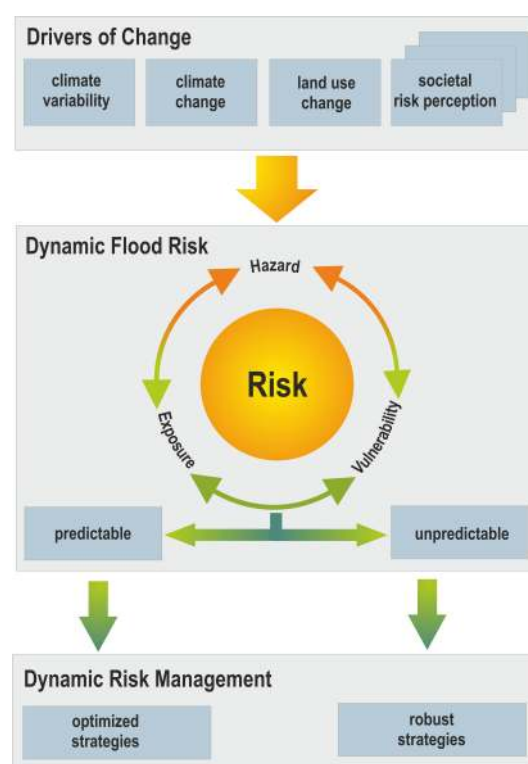 Drivers of Change
climate
variability
climate
change
land use
change
societal
risk perception
Dynamic Flood Risk
Hazard
Risk
Exposure
Vulnerability
predictable
unpredictable
Dynamic Risk Management
optimized
strategies
robust
strategies